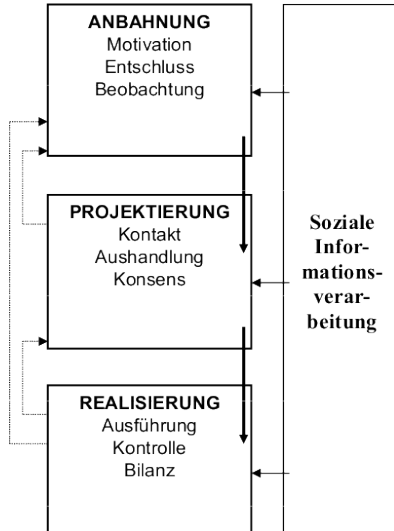 ANBAHNUNG
Motivation
Entschluss
Beobachtung
PROJEKTIERUNG
Kontakt
Aushandlung
Konsens
REALISIERUNG
Ausführung
Kontrolle
Bilanz
Soziale
Infor-
mations-
verar-
beitung